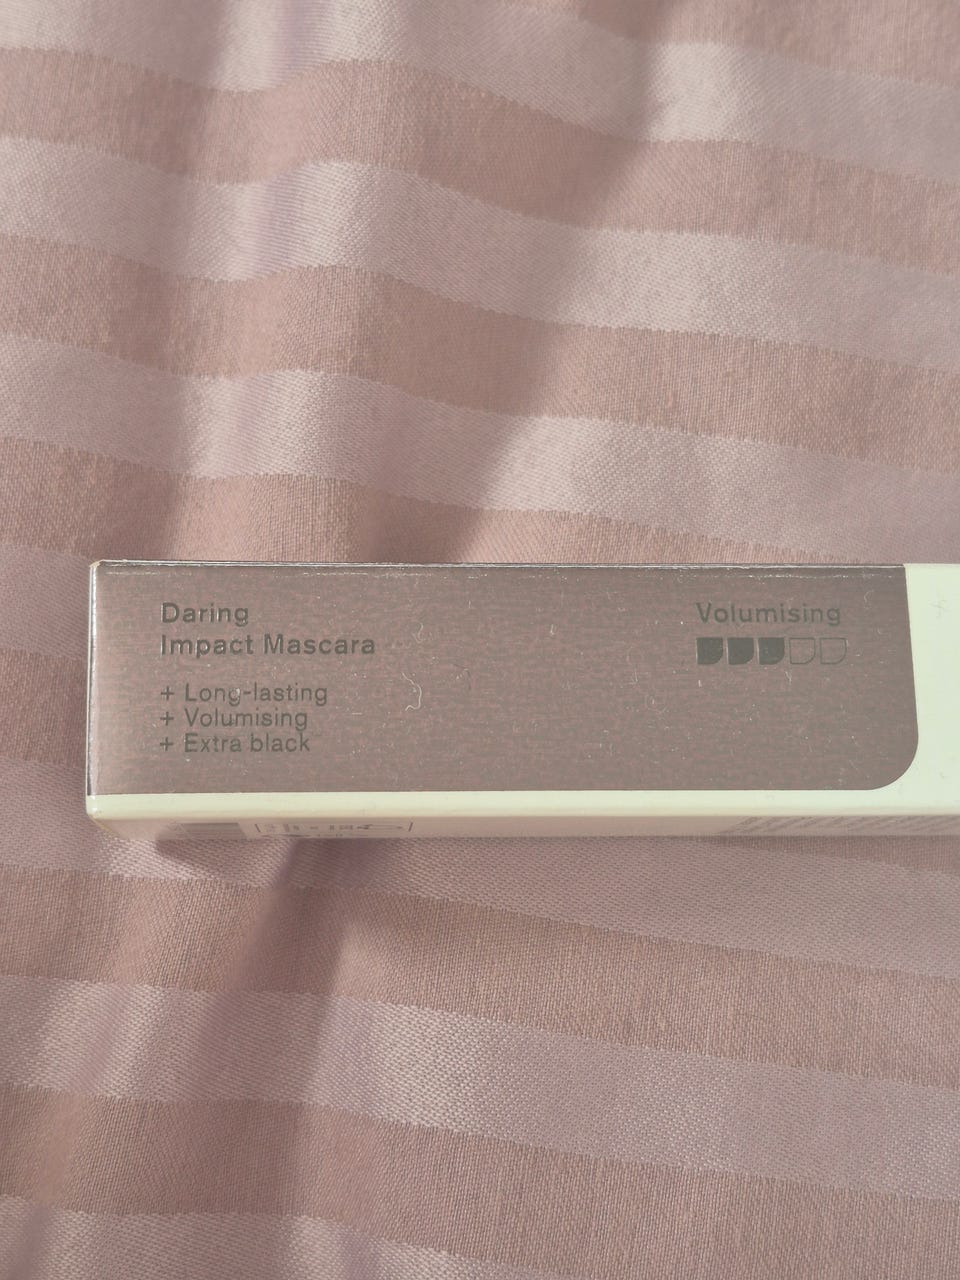 Daring
Impact Mascara
+ Long-lasting
+ Volumising
+ Extra black
Volumising